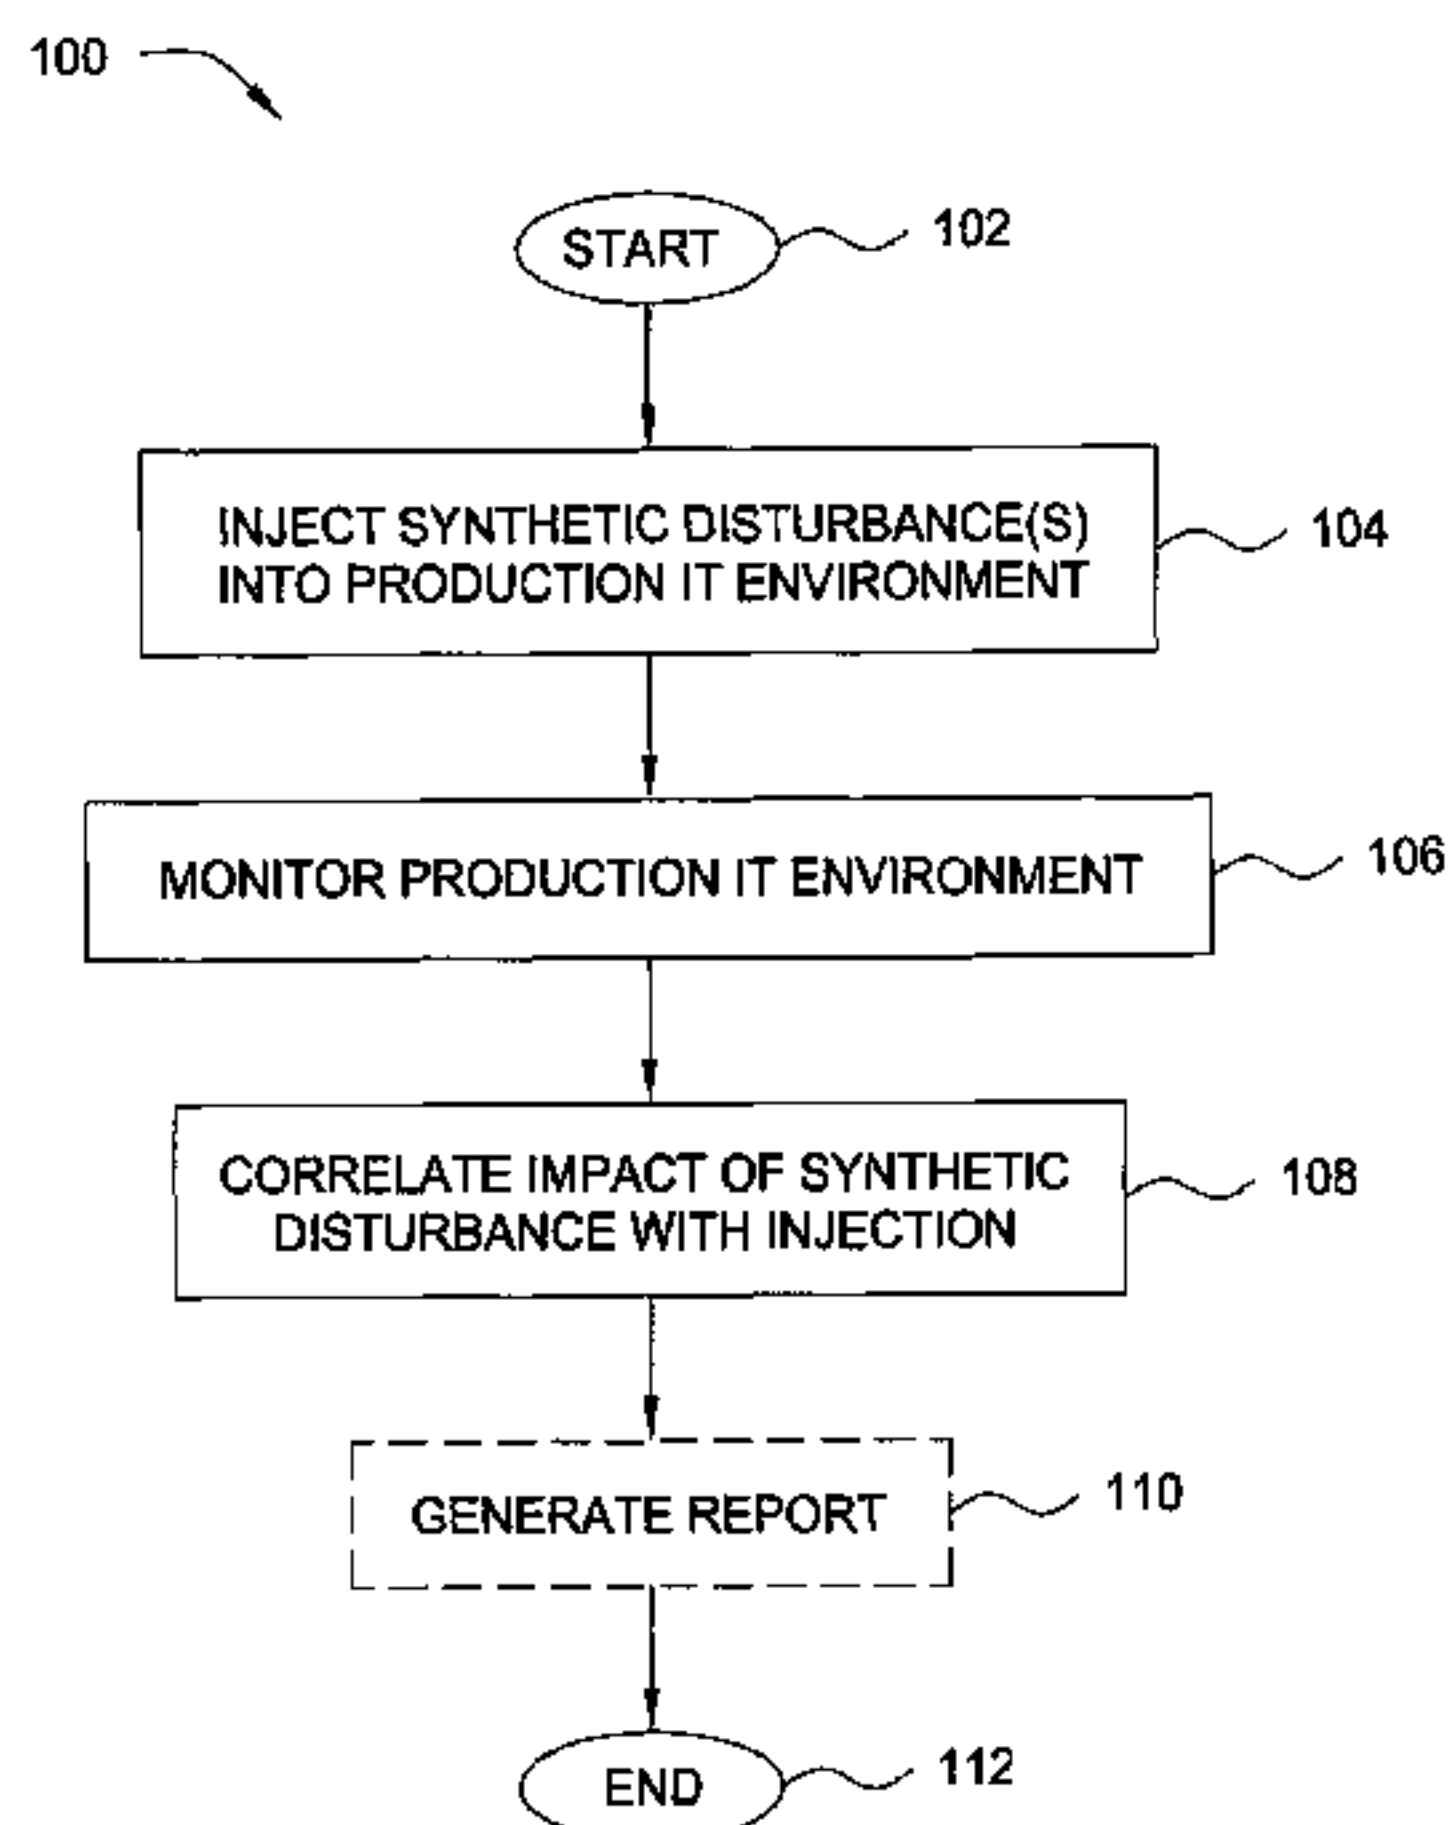 100
START
102
INJECT SYNTHETIC DISTURBANCE(S)
INTO PRODUCTION IT ENVIRONMENT
104
MONITOR PRODUCTION IT ENVIRONMENT
106
CORRELATE IMPACT OF SYNTHETIC
DISTURBANCE WITH INJECTION
108
GENERATE REPORT
110
END
112